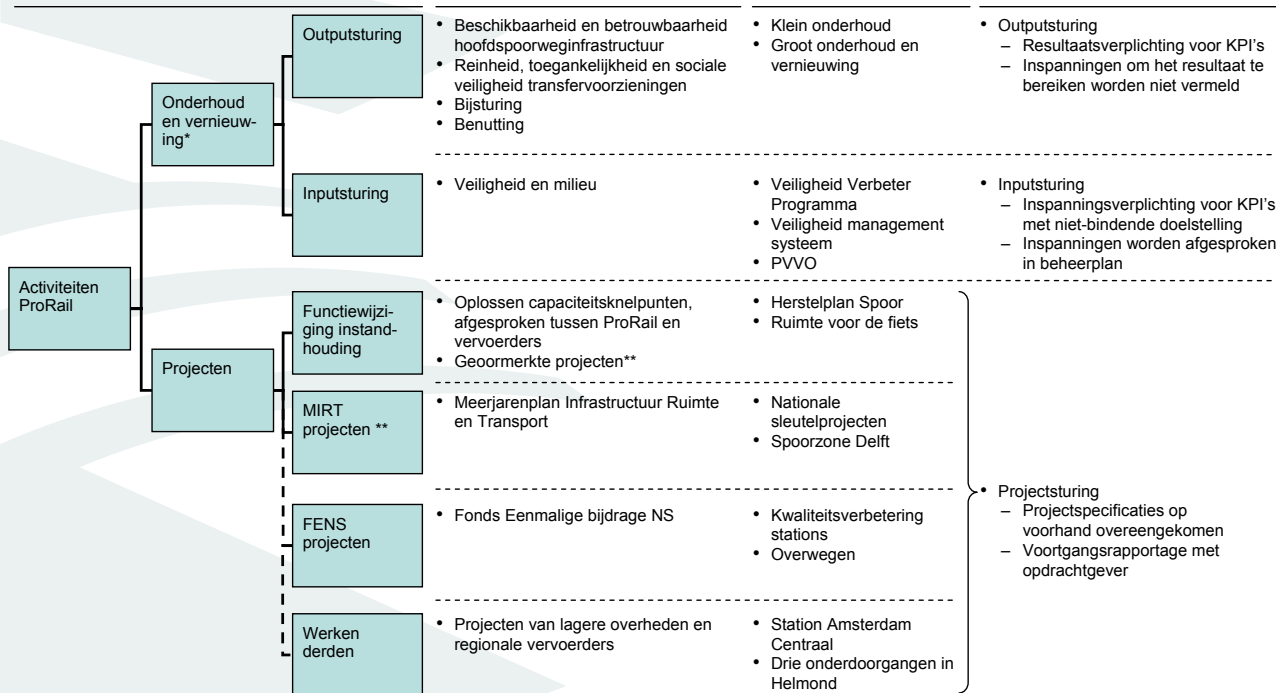 Activiteiten
ProRail
Onderhoud
en vernieuw-
ing*
Outputsturing
• Beschikbaarheid en betrouwbaarheid
hoofdspoorweginfrastructuur
• Reinheid, toegankelijkheid en sociale
veiligheid transfervoorzieningen
• Bijsturing
• Benutting
• Klein onderhoud
• Groot onderhoud en
vernieuwing
• Outputsturing
– Resultaatsverplichting voor KPI's
– Inspanningen om het resultaat te
bereiken worden niet vermeld
Inputsturing
• Veiligheid en milieu
• Veiligheid Verbeter
Programma
• Veiligheid management
systeem
• PVVO
• Inputsturing
– Inspanningsverplichting voor KPI's
met niet-bindende doelstelling
– Inspanningen worden afgesproken
in beheerplan
Projecten
Functiewijzi-
ging instand-
houding
• Oplossen capaciteitsknelpunten,
afgesproken tussen ProRail en
vervoerders
• Geoormerkte projecten**
• Herstelplan Spoor
• Ruimte voor de fiets
MIRT
projecten **
• Meerjarenplan Infrastructuur Ruimte
en Transport
• Nationale
sleutelprojecten
• Spoorzone Delft
FENS
projecten
• Fonds Eenmalige bijdrage NS
• Kwaliteitsverbetering
stations
• Overwegen
Werken
derden
• Projecten van lagere overheden en
regionale vervoerders
• Station Amsterdam
Centraal
• Drie onderdoorgangen in
Helmond
• Projectsturing
– Projectspecificaties op
voorhand overeengekomen
– Voortgangsrapportage met
opdrachtgever